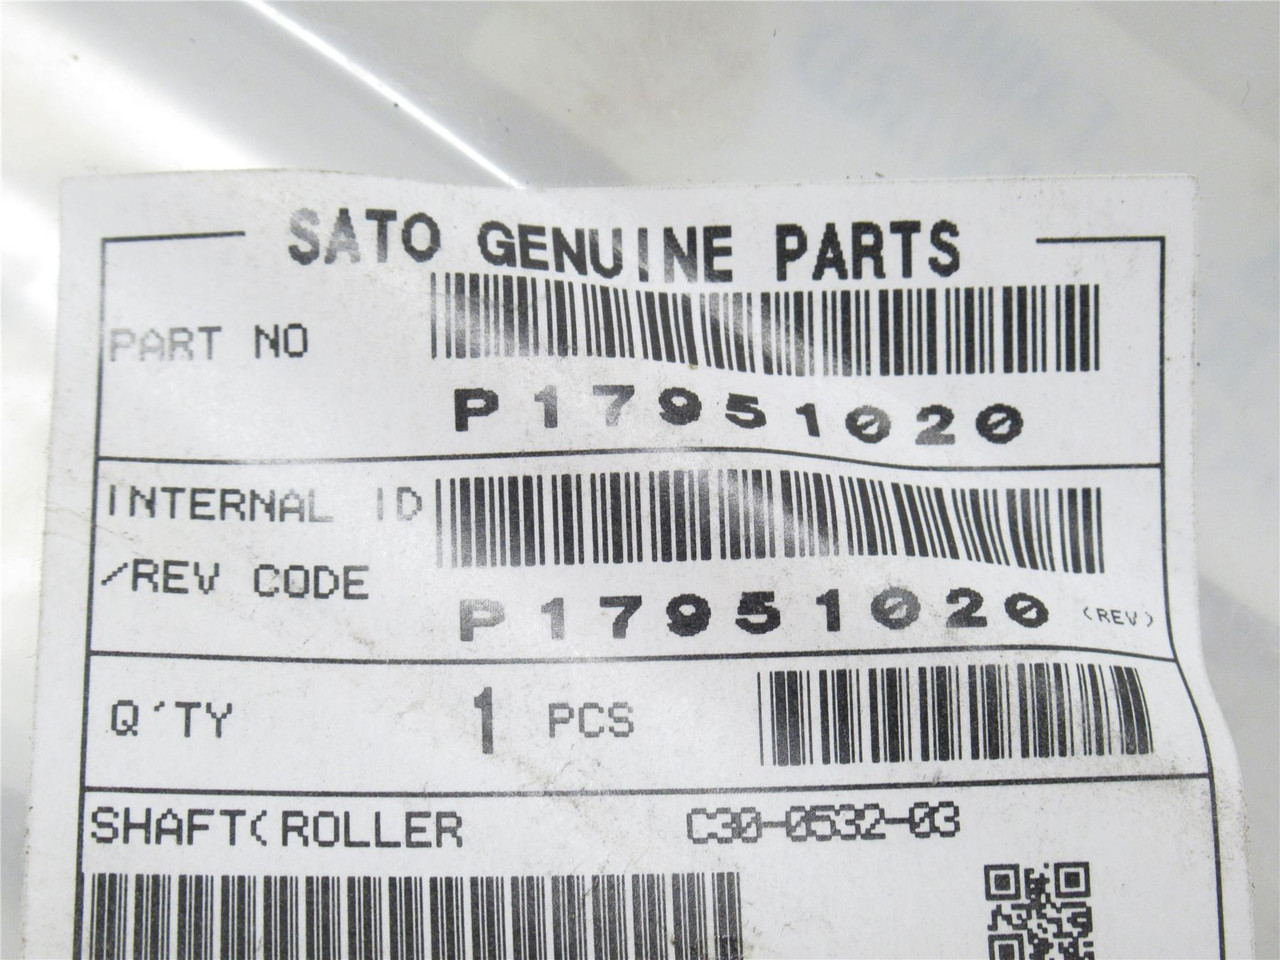 SATO GENUINE PARTS
PART NO
P17951020
INTERNAL ID
/REV CODE
P17951020 (REV)
Q'TY 1 PCS
SHAFT(ROLLER C30-0532-03